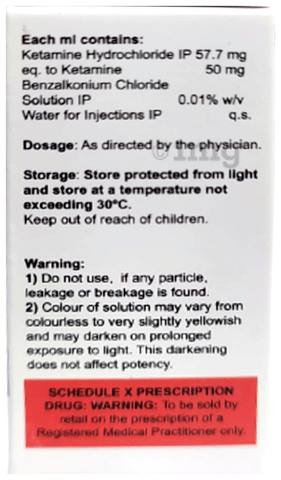 Each ml contains:
Ketamine Hydrochloride IP 57.7 mg
eq. to Ketamine 50 mg
Benzalkonium Chloride
Solution IP 0.01% w/v
Water for Injections IP q.s.
Dosage: As directed by the physician.
Storage: Store protected from light
and store at a temperature not
exceeding 30°C.
Keep out of reach of children.
Warning:
1) Do not use, if any particle,
leakage or breakage is found.
2) Colour of solution may vary from
colourless to very slightly yellowish
and may darken on prolonged
exposure to light. This darkening
does not affect potency.
SCHEDULE X PRESCRIPTION
DRUG: WARNING: To be sold by
retail on the prescription of a
Registered Medical Practitioner only.